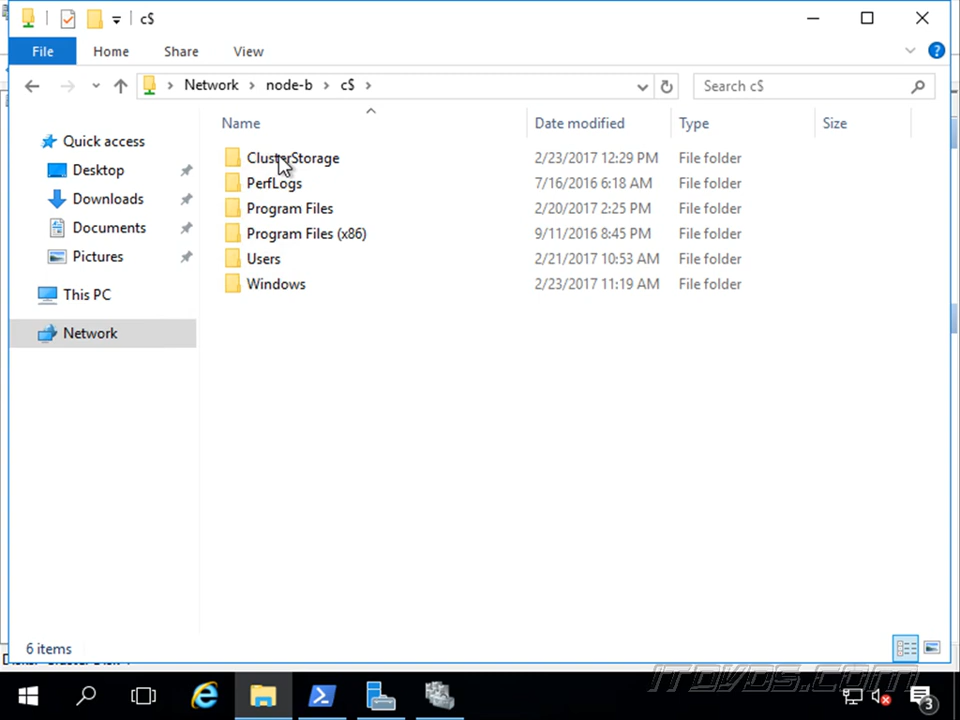 c$
File Home Share View
Network node-b c$ Search c$
Name Date modified Type Size
Quick access
Desktop
Downloads
Documents
Pictures
This PC
Network
ClusterStorage 2/23/2017 12:29 PM File folder
PerfLogs 7/16/2016 6:18 AM File folder
Program Files 2/20/2017 2:25 PM File folder
Program Files (x86) 9/11/2016 8:45 PM File folder
Users 2/21/2017 10:53 AM File folder
Windows 2/23/2017 11:19 AM File folder
6 items
ITDVDS.COM
3